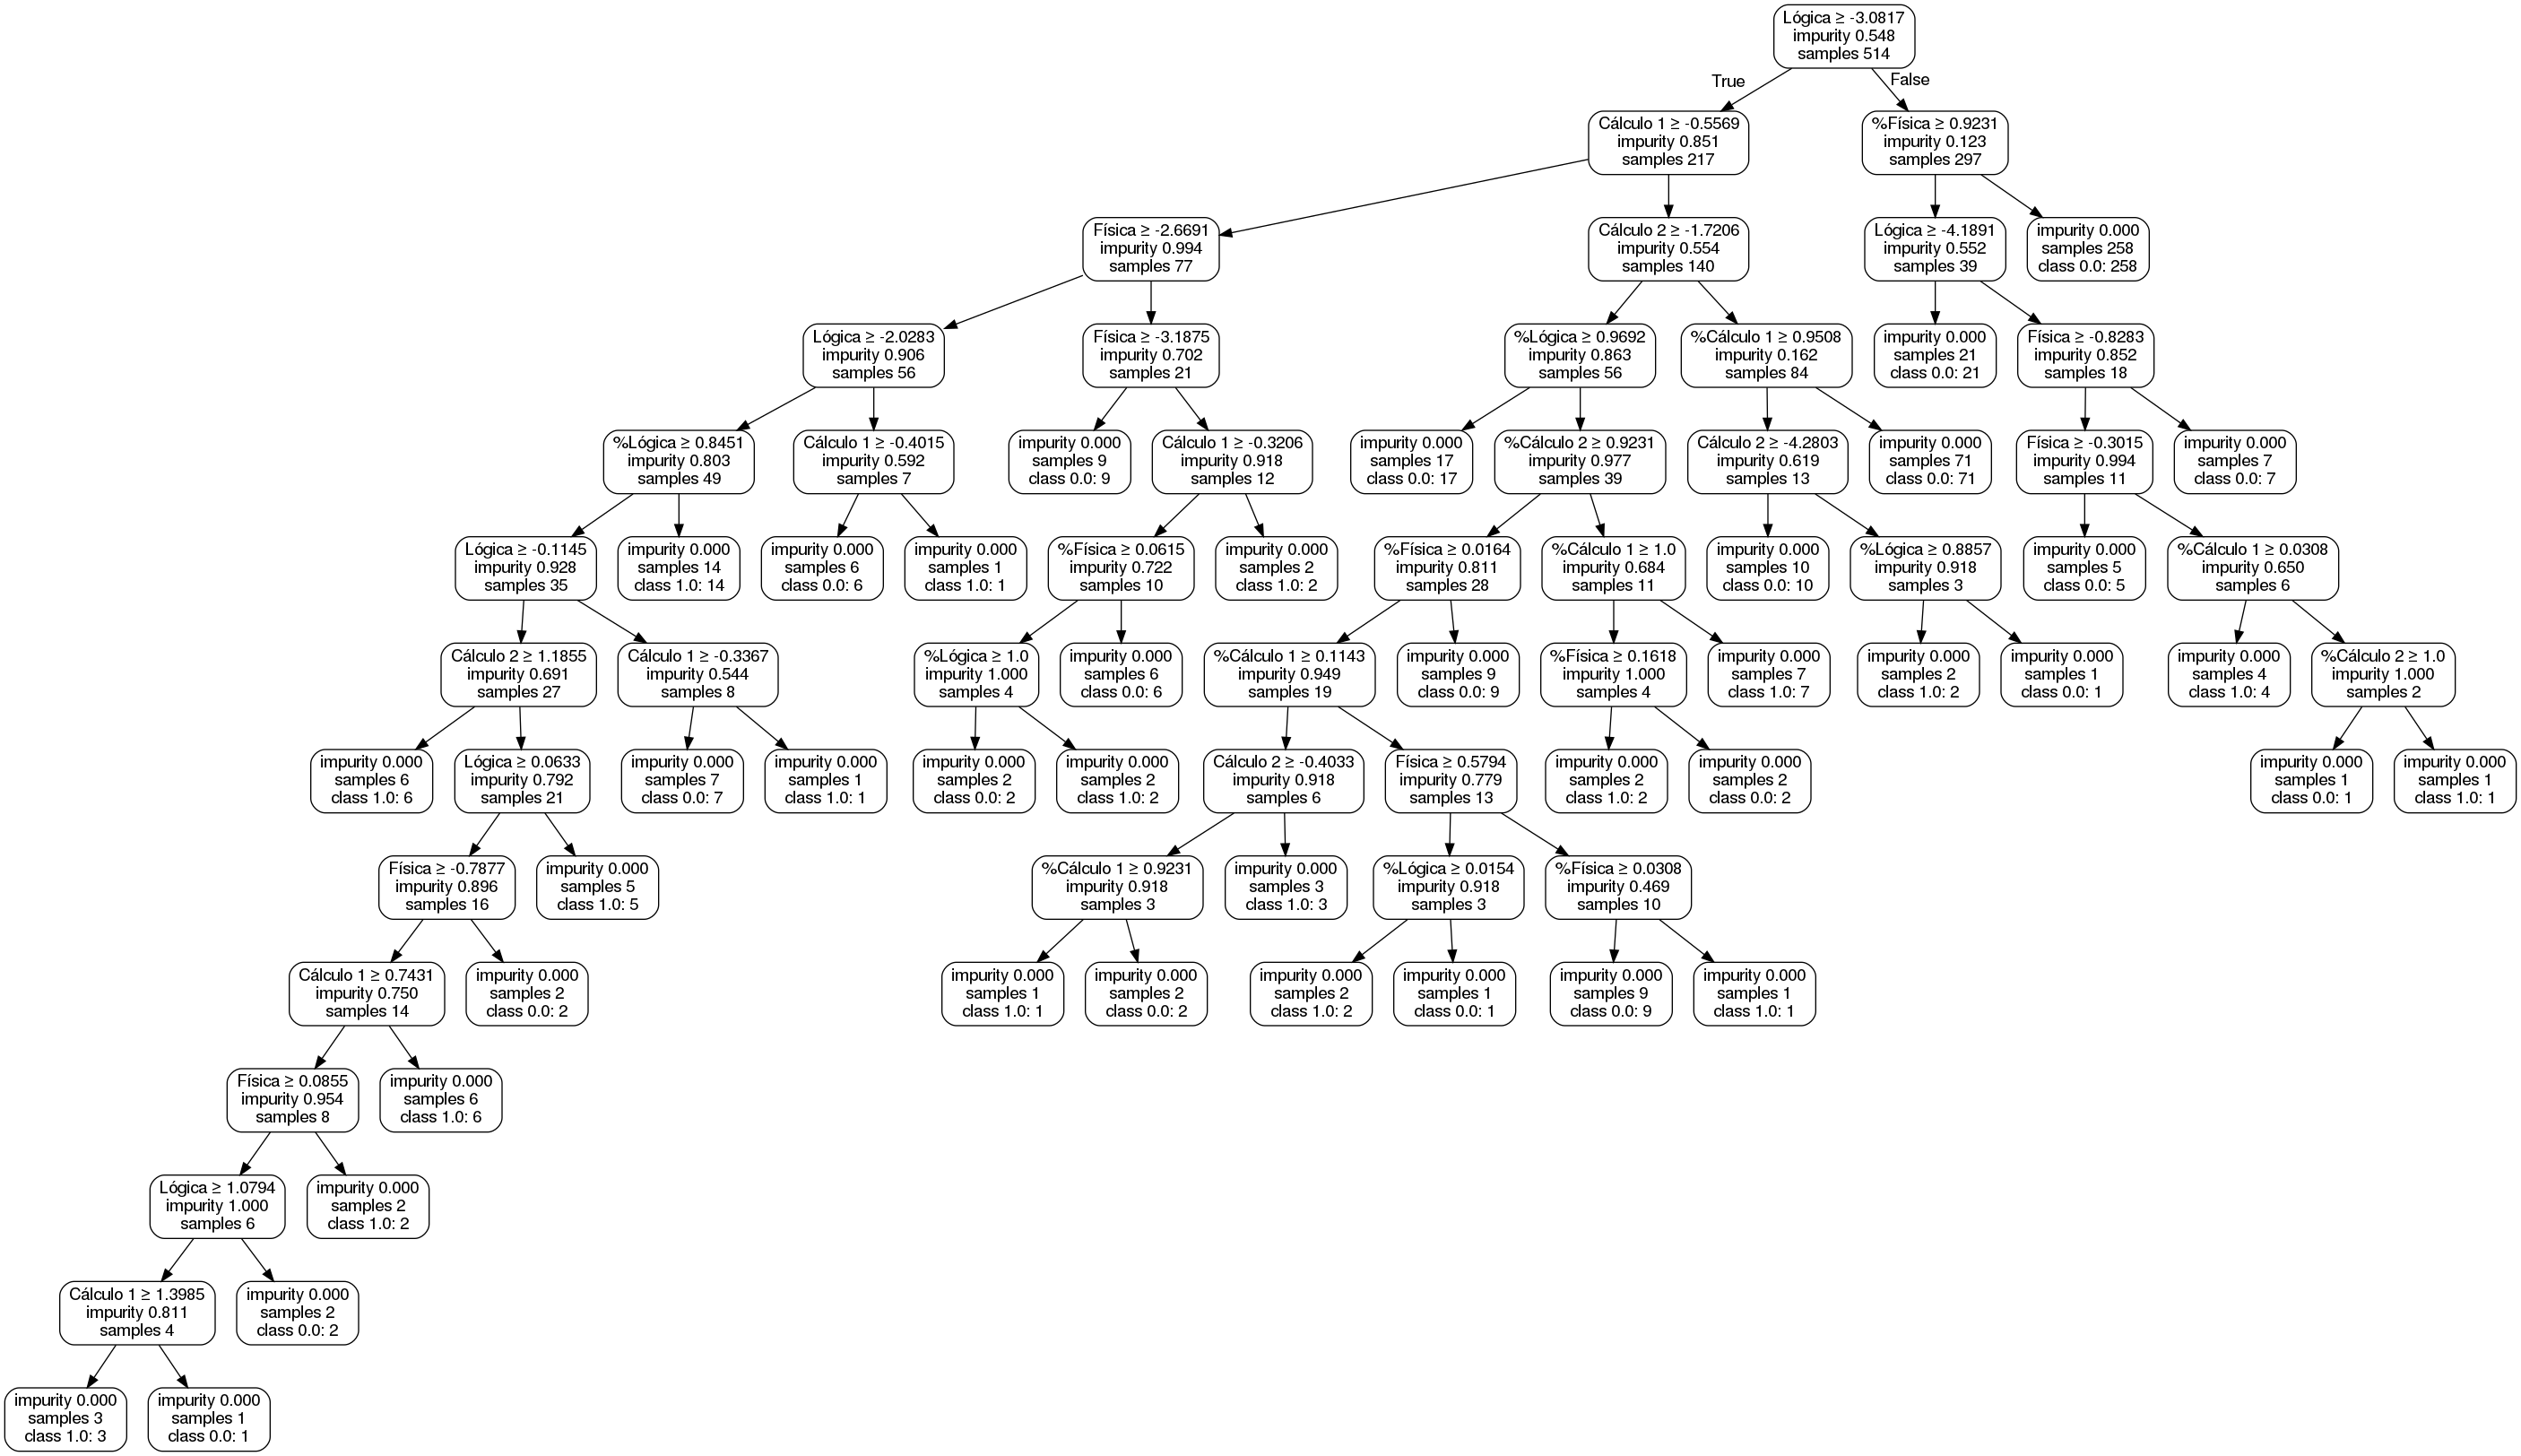 Lógica ≥ -3.0817
impurity 0.548
samples 514
True
False
Cálculo 1 ≥ -0.5569
impurity 0.851
samples 217
%Física ≥ 0.9231
impurity 0.123
samples 297
Física ≥ -2.6691
impurity 0.994
samples 77
Cálculo 2 ≥ -1.7206
impurity 0.554
samples 140
Lógica ≥ -4.1891
impurity 0.552
samples 39
impurity 0.000
samples 258
class 0.0: 258
Lógica ≥ -2.0283
impurity 0.906
samples 56
Física ≥ -3.1875
impurity 0.702
samples 21
%Lógica ≥ 0.9692
impurity 0.863
samples 56
%Cálculo 1 ≥ 0.9508
impurity 0.162
samples 84
impurity 0.000
samples 21
class 0.0: 21
Física ≥ -0.8283
impurity 0.852
samples 18
%Lógica ≥ 0.8451
impurity 0.803
samples 49
Cálculo 1 ≥ -0.4015
impurity 0.592
samples 7
impurity 0.000
samples 9
class 0.0: 9
Cálculo 1 ≥ -0.3206
impurity 0.918
samples 12
impurity 0.000
samples 17
class 0.0: 17
%Cálculo 2 ≥ 0.9231
impurity 0.977
samples 39
Cálculo 2 ≥ -4.2803
impurity 0.619
samples 13
impurity 0.000
samples 71
class 0.0: 71
Física ≥ -0.3015
impurity 0.994
samples 11
impurity 0.000
samples 7
class 0.0: 7
Lógica ≥ -0.1145
impurity 0.928
samples 35
impurity 0.000
samples 14
class 1.0: 14
impurity 0.000
samples 6
class 0.0: 6
impurity 0.000
samples 1
class 1.0: 1
%Física ≥ 0.0615
impurity 0.722
samples 10
impurity 0.000
samples 2
class 1.0: 2
%Física ≥ 0.0164
impurity 0.811
samples 28
%Cálculo 1 ≥ 1.0
impurity 0.684
samples 11
impurity 0.000
samples 10
class 0.0: 10
%Lógica ≥ 0.8857
impurity 0.918
samples 3
impurity 0.000
samples 5
class 0.0: 5
%Cálculo 1 ≥ 0.0308
impurity 0.650
samples 6
Cálculo 2 ≥ 1.1855
impurity 0.691
samples 27
Cálculo 1 ≥ -0.3367
impurity 0.544
samples 8
%Lógica ≥ 1.0
impurity 1.000
samples 4
impurity 0.000
samples 6
class 0.0: 6
%Cálculo 1 ≥ 0.1143
impurity 0.949
samples 19
impurity 0.000
samples 9
class 0.0: 9
%Física ≥ 0.1618
impurity 1.000
samples 4
impurity 0.000
samples 7
class 1.0: 7
impurity 0.000
samples 2
class 1.0: 2
impurity 0.000
samples 1
class 0.0: 1
impurity 0.000
samples 4
class 1.0: 4
%Cálculo 2 ≥ 1.0
impurity 1.000
samples 2
impurity 0.000
samples 6
class 1.0: 6
Lógica ≥ 0.0633
impurity 0.792
samples 21
impurity 0.000
samples 7
class 0.0: 7
impurity 0.000
samples 1
class 1.0: 1
impurity 0.000
samples 2
class 0.0: 2
impurity 0.000
samples 2
class 1.0: 2
Cálculo 2 ≥ -0.4033
impurity 0.918
samples 6
Física ≥ 0.5794
impurity 0.779
samples 13
impurity 0.000
samples 2
class 1.0: 2
impurity 0.000
samples 2
class 0.0: 2
impurity 0.000
samples 1
class 0.0: 1
impurity 0.000
samples 1
class 1.0: 1
Física ≥ -0.7877
impurity 0.896
samples 16
impurity 0.000
samples 5
class 1.0: 5
%Cálculo 1 ≥ 0.9231
impurity 0.918
samples 3
impurity 0.000
samples 3
class 1.0: 3
%Lógica ≥ 0.0154
impurity 0.918
samples 3
%Física ≥ 0.0308
impurity 0.469
samples 10
Cálculo 1 ≥ 0.7431
impurity 0.750
samples 14
impurity 0.000
samples 2
class 0.0: 2
impurity 0.000
samples 1
class 1.0: 1
impurity 0.000
samples 2
class 0.0: 2
impurity 0.000
samples 2
class 1.0: 2
impurity 0.000
samples 1
class 0.0: 1
impurity 0.000
samples 9
class 0.0: 9
impurity 0.000
samples 1
class 1.0: 1
Física ≥ 0.0855
impurity 0.954
samples 8
impurity 0.000
samples 6
class 1.0: 6
Lógica ≥ 1.0794
impurity 1.000
samples 6
impurity 0.000
samples 2
class 1.0: 2
Cálculo 1 ≥ 1.3985
impurity 0.811
samples 4
impurity 0.000
samples 2
class 0.0: 2
impurity 0.000
samples 3
class 1.0: 3
impurity 0.000
samples 1
class 0.0: 1